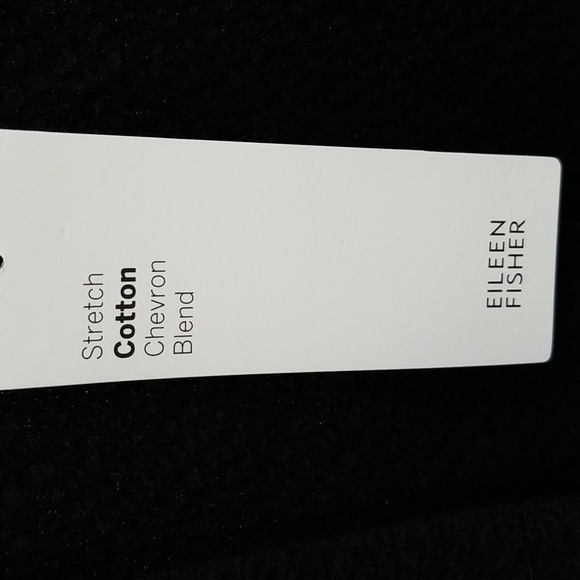 Stretch
Cotton
Chevron
Blend
EILEEN
FISHER